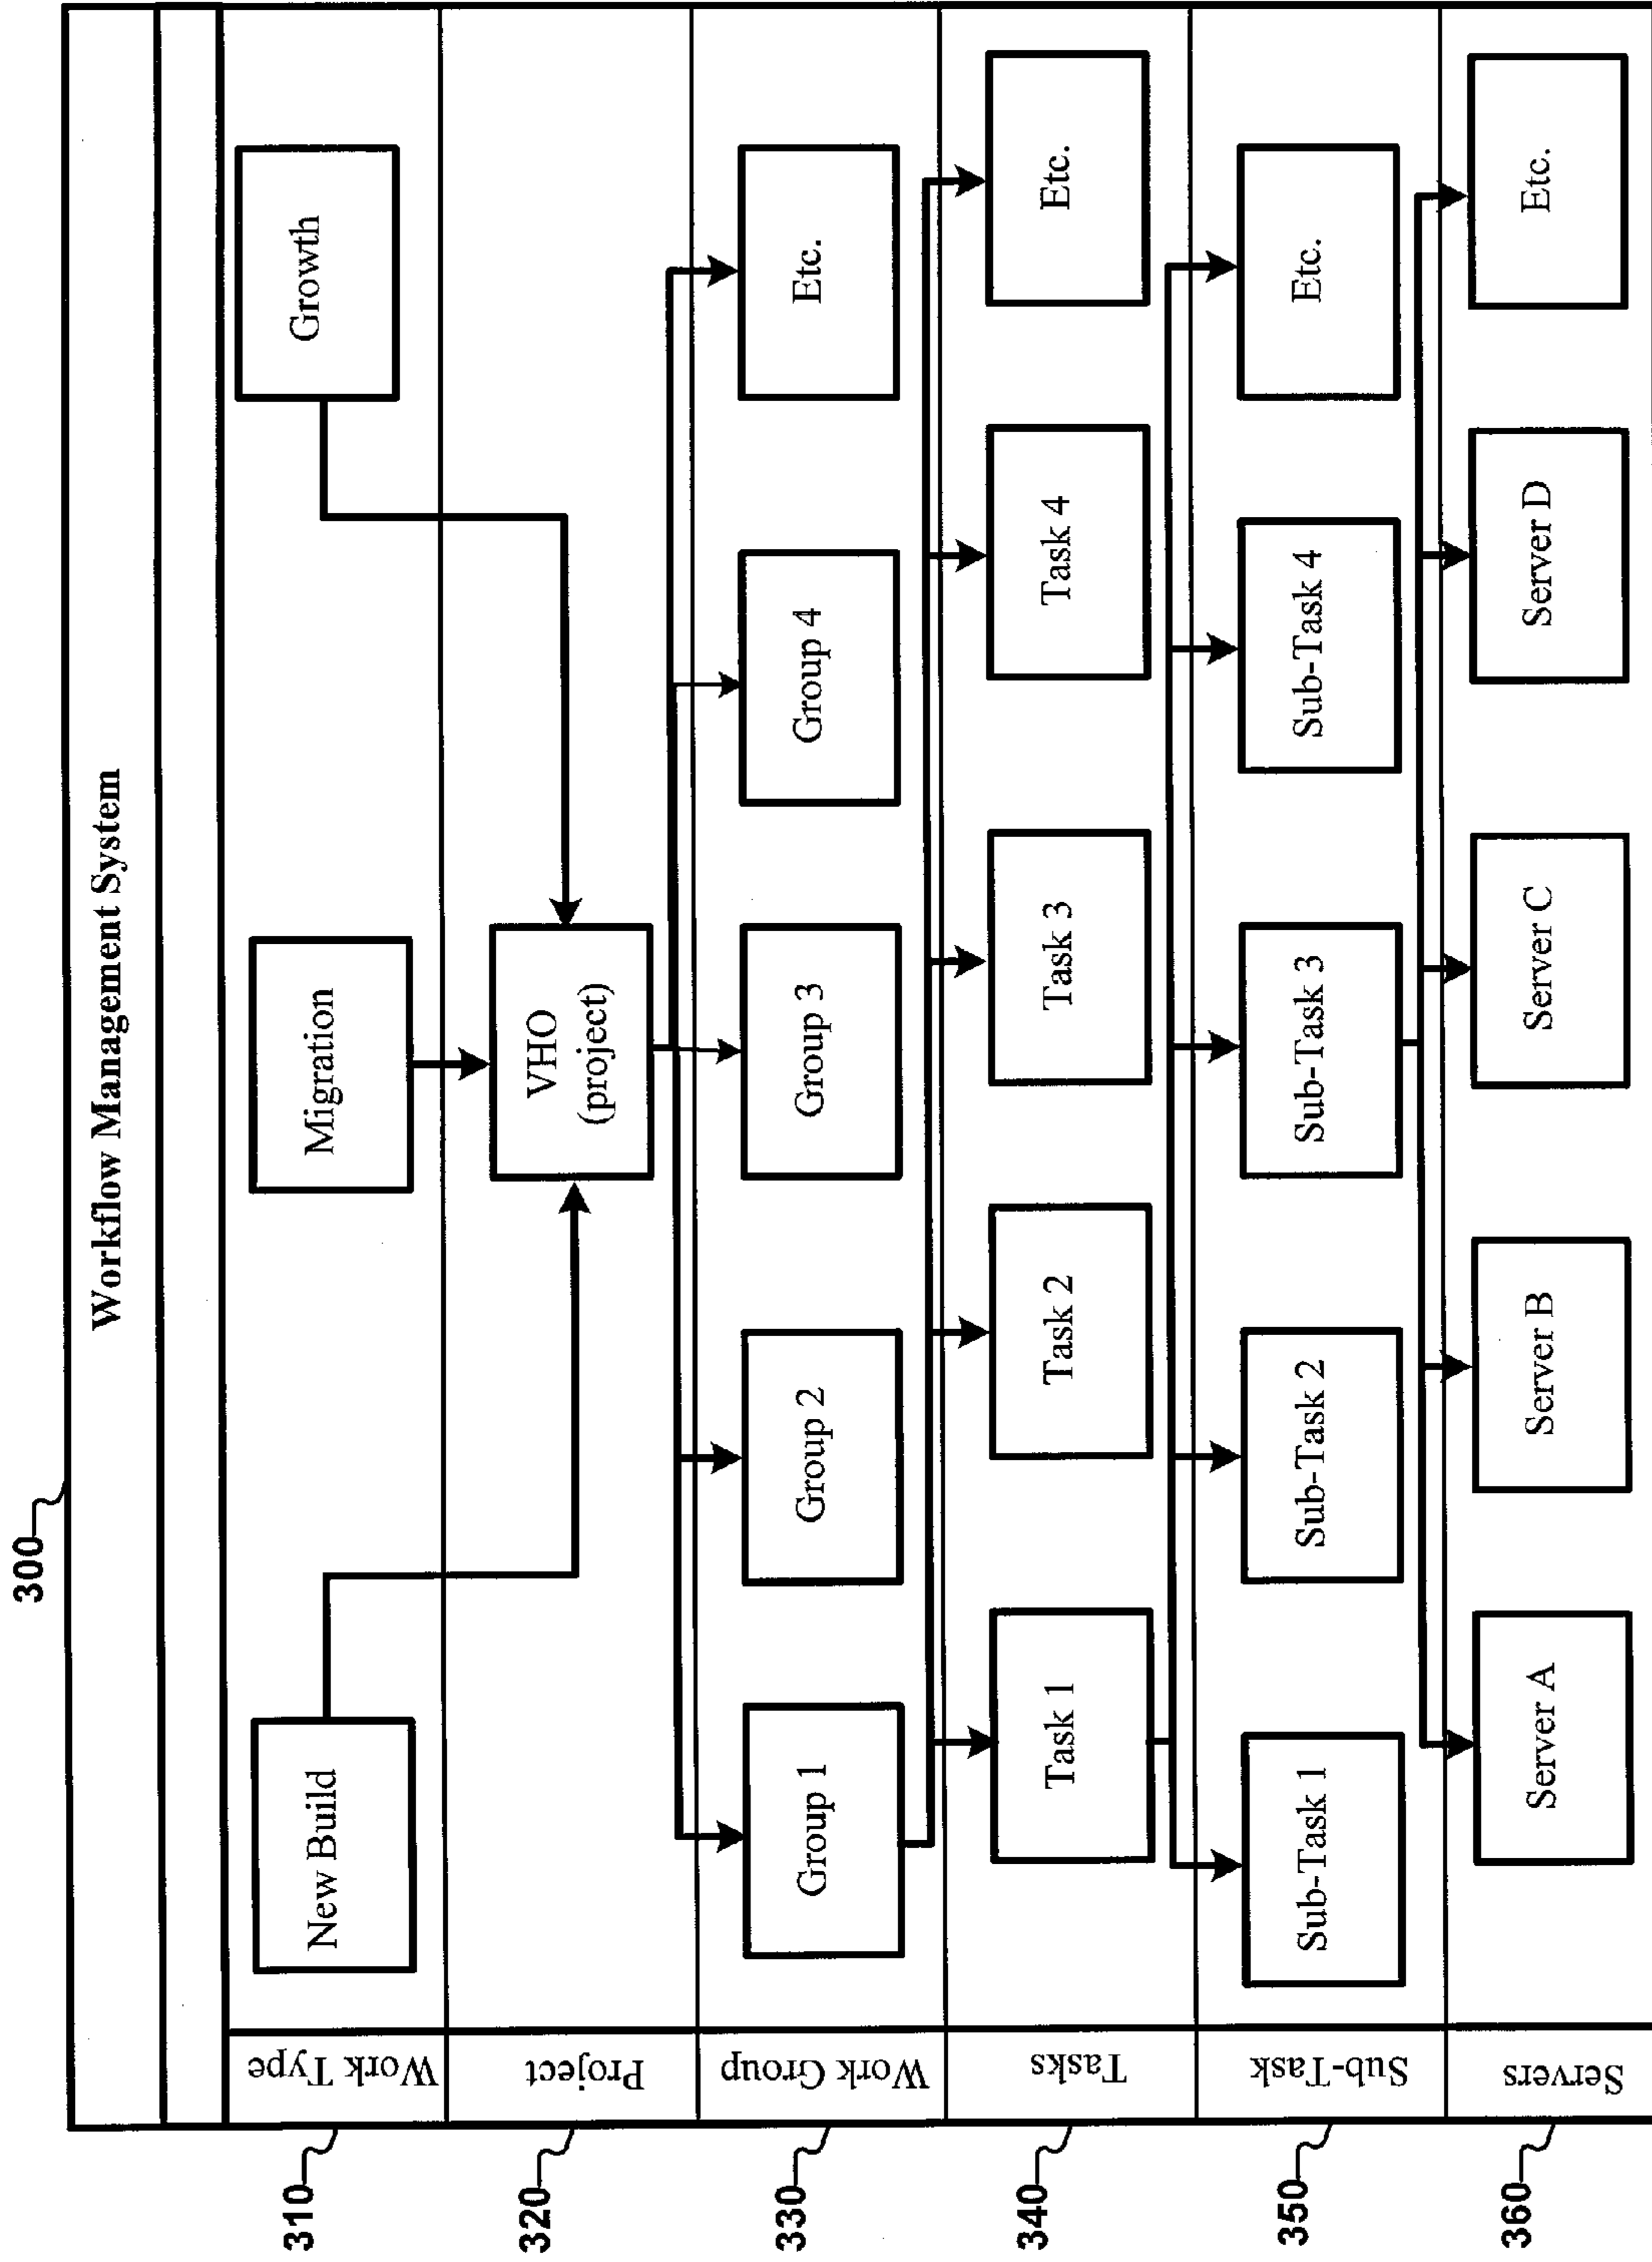 300
Workflow Management System
310
Work Type
New Build
Migration
Growth
320
Project
VHO
(project)
330
Work Group
Group 1
Group 2
Group 3
Group 4
Etc.
340
Tasks
Task 1
Task 2
Task 3
Task 4
Etc.
350
Sub-Task
Sub-Task 1
Sub-Task 2
Sub-Task 3
Sub-Task 4
Etc.
360
Servers
Server A
Server B
Server C
Server D
Etc.